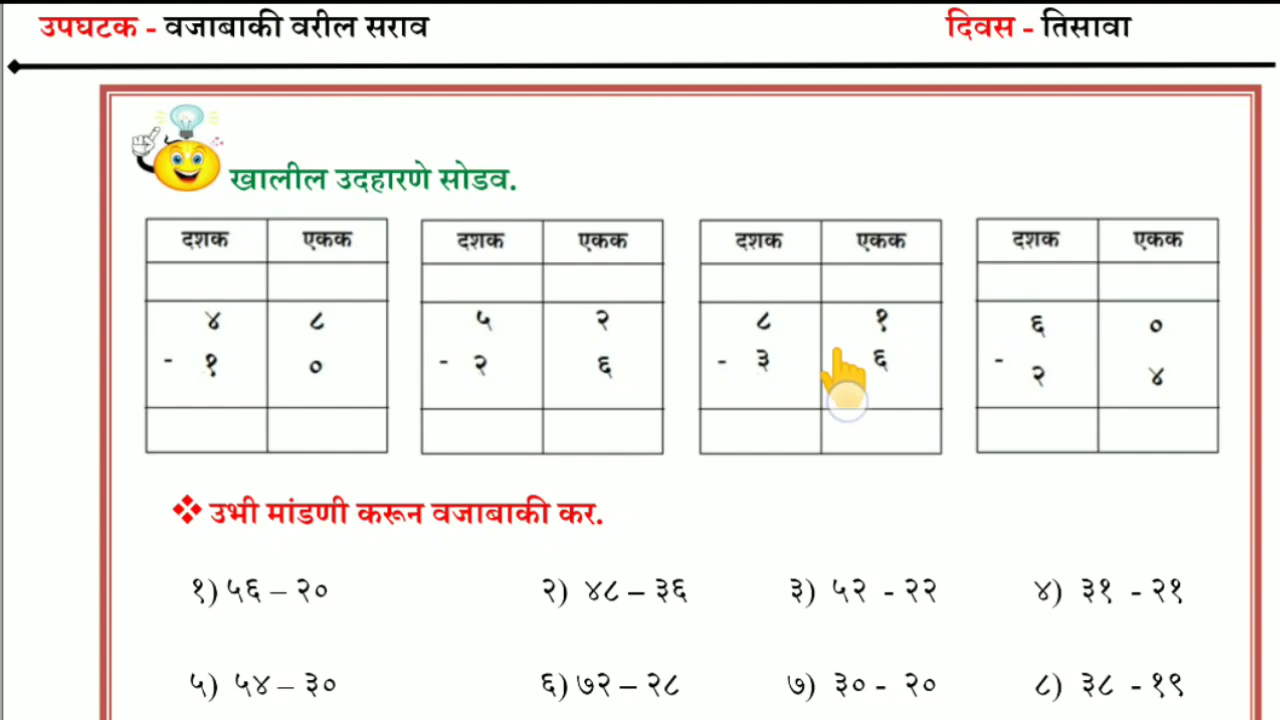 उपघटक - वजाबाकी वरील सराव दिवस - तिसावा
खालील उदहारणे सोडव.
दशक एकक दशक एकक दशक एकक दशक एकक
४ ८ ५ २ ८ १ ६ ०
- १ ० - २ ६ - ३ ६ - २ ४
उभी मांडणी करून वजाबाकी कर.
१) ५६ – २० २) ४८ – ३६ ३) ५२ - २२ ४) ३१ - २१
५) ५४ – ३० ६) ७२ – २८ ७) ३० - २० ८) ३८ - १९